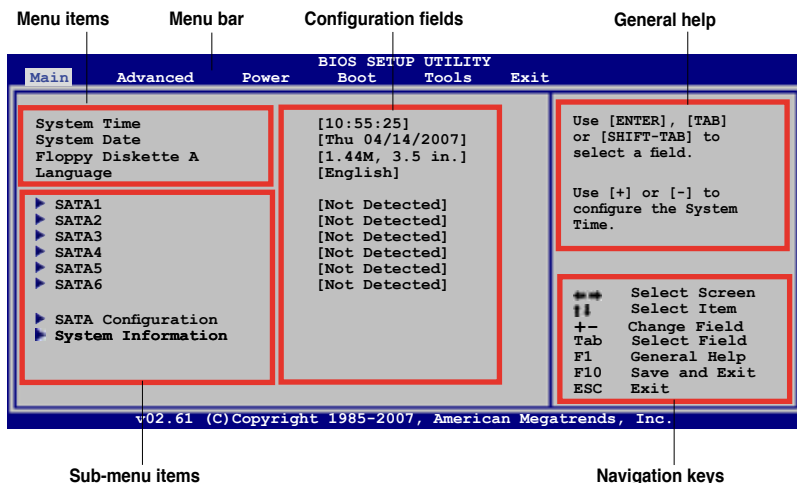 Menu items Menu bar Configuration fields General help
BIOS SETUP UTILITY
Main Advanced Power Boot Tools Exit
System Time [10:55:25]
System Date [Thu 04/14/2007]
Floppy Diskette A [1.44M, 3.5 in.]
Language [English]
SATA1 [Not Detected]
SATA2 [Not Detected]
SATA3 [Not Detected]
SATA4 [Not Detected]
SATA5 [Not Detected]
SATA6 [Not Detected]
SATA Configuration
System Information
Use [ENTER], [TAB]
or [SHIFT-TAB] to
select a field.
Use [+] or [-] to
configure the System
Time.
←→ Select Screen
↑↓ Select Item
+- Change Field
Tab Select Field
F1 General Help
F10 Save and Exit
ESC Exit
v02.61 (C)Copyright 1985-2007, American Megatrends, Inc.
Sub-menu items Navigation keys